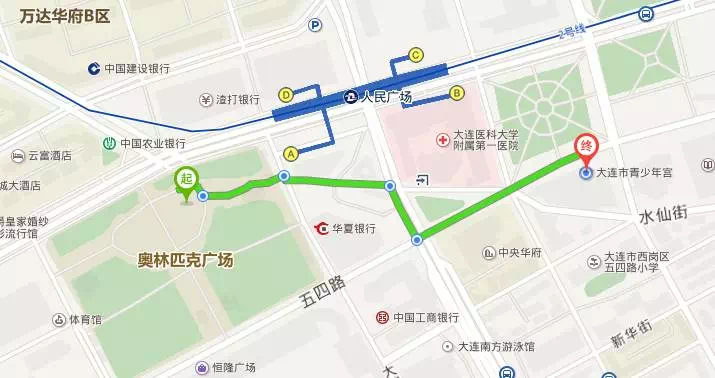 万达华府B区
2号线
中国建设银行
C
D
渣打银行
人民广场
B
中国农业银行
大连医科大学
附属第一医院
云富酒店
A
终
城大酒店
起
大连市青少年宫
爵皇家婚纱
影流行馆
水仙街
华夏银行
奥林匹克广场
中央华府
大连市西岗区
五四路小学
五四路
体育馆
中国工商银行
新华街
大连南方游泳馆
恒隆广场